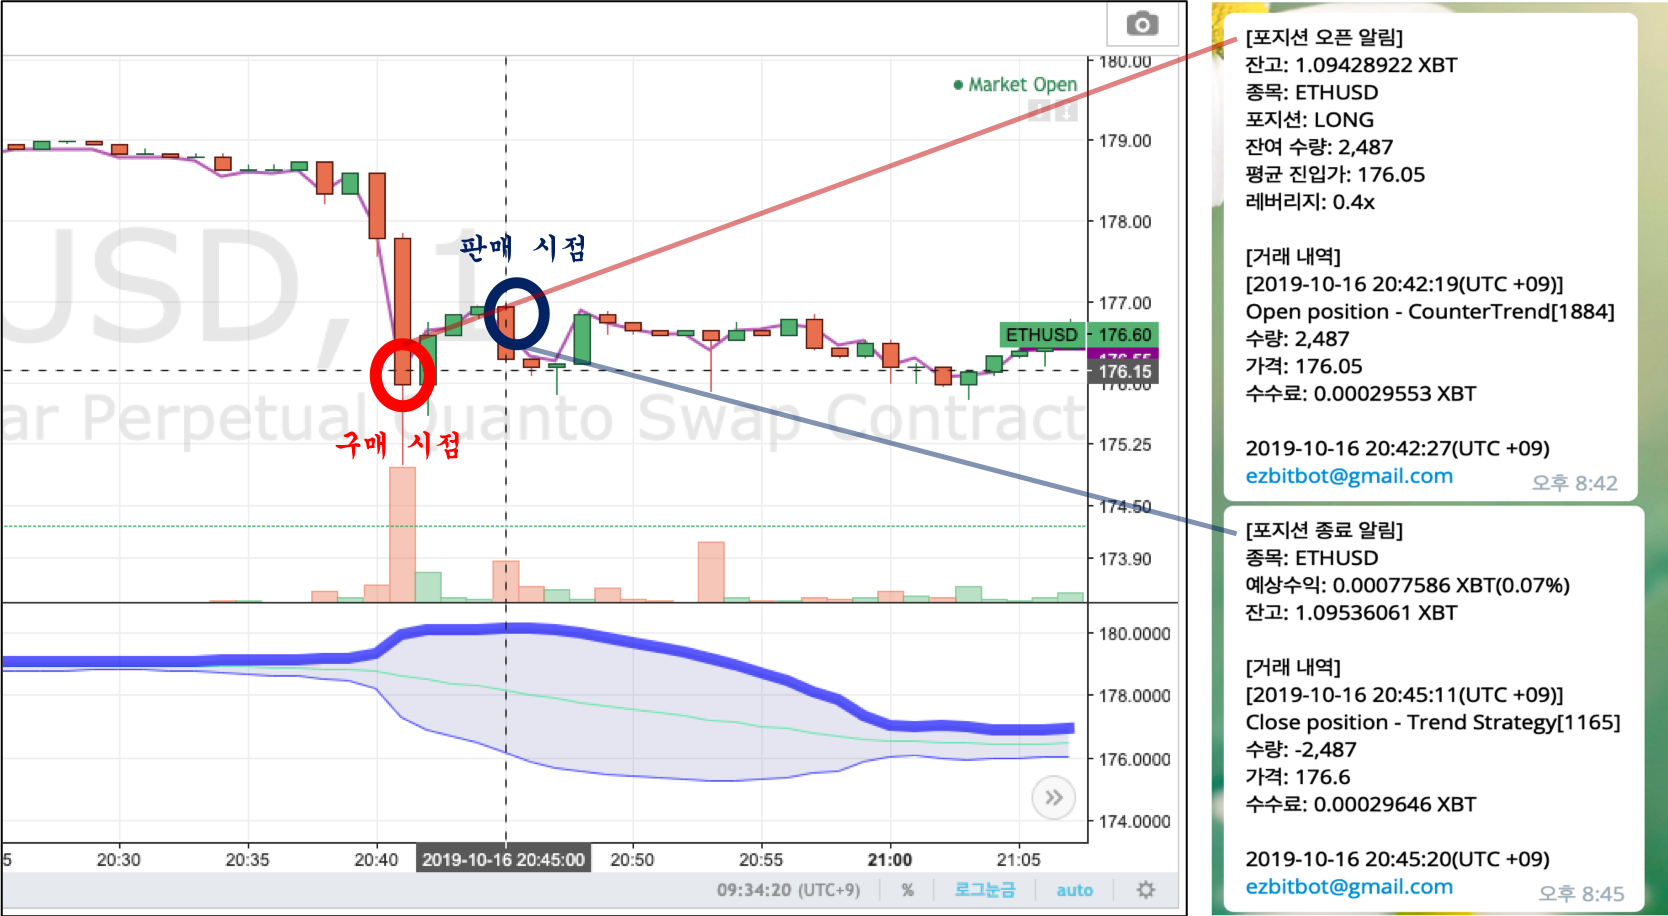 180.00
Market Open
179.00
178.00
판매 시점
177.00
ETHUSD 176.60
176.55
176.15
176.00
USD, 1
ar Perpetual Quanto Swap Contract
구매 시점
175.25
174.50
173.90
180.0000
178.0000
176.0000
174.0000
5 20:30 20:35 20:40 2019-10-16 20:45:00 20:50 20:55 21:00 21:05
09:34:20 (UTC+9) % 로그눈금 auto
[포지션 오픈 알림]
잔고: 1.09428922 XBT
종목: ETHUSD
포지션: LONG
잔여 수량: 2,487
평균 진입가: 176.05
레버리지: 0.4x
[거래 내역]
[2019-10-16 20:42:19(UTC +09)]
Open position - CounterTrend[1884]
수량: 2,487
가격: 176.05
수수료: 0.00029553 XBT
2019-10-16 20:42:27(UTC +09)
ezbitbot@gmail.com
오후 8:42
[포지션 종료 알림]
종목: ETHUSD
예상수익: 0.00077586 XBT(0.07%)
잔고: 1.09536061 XBT
[거래 내역]
[2019-10-16 20:45:11(UTC +09)]
Close position - Trend Strategy[1165]
수량: -2,487
가격: 176.6
수수료: 0.00029646 XBT
2019-10-16 20:45:20(UTC +09)
ezbitbot@gmail.com
오후 8:45